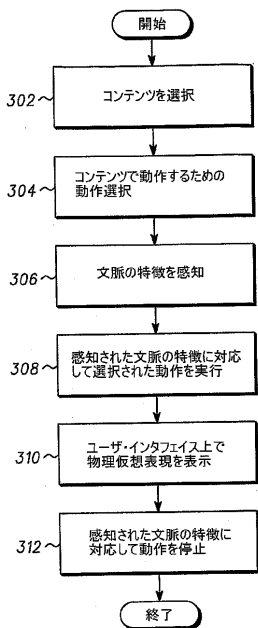 開始
302
コンテンツを選択
304
コンテンツで動作するための
動作選択
306
文脈の特徴を感知
308
感知された文脈の特徴に対応
して選択された動作を実行
310
ユーザ・インタフェイス上で
物理仮想表現を表示
312
感知された文脈の特徴に
対応して動作を停止
終了